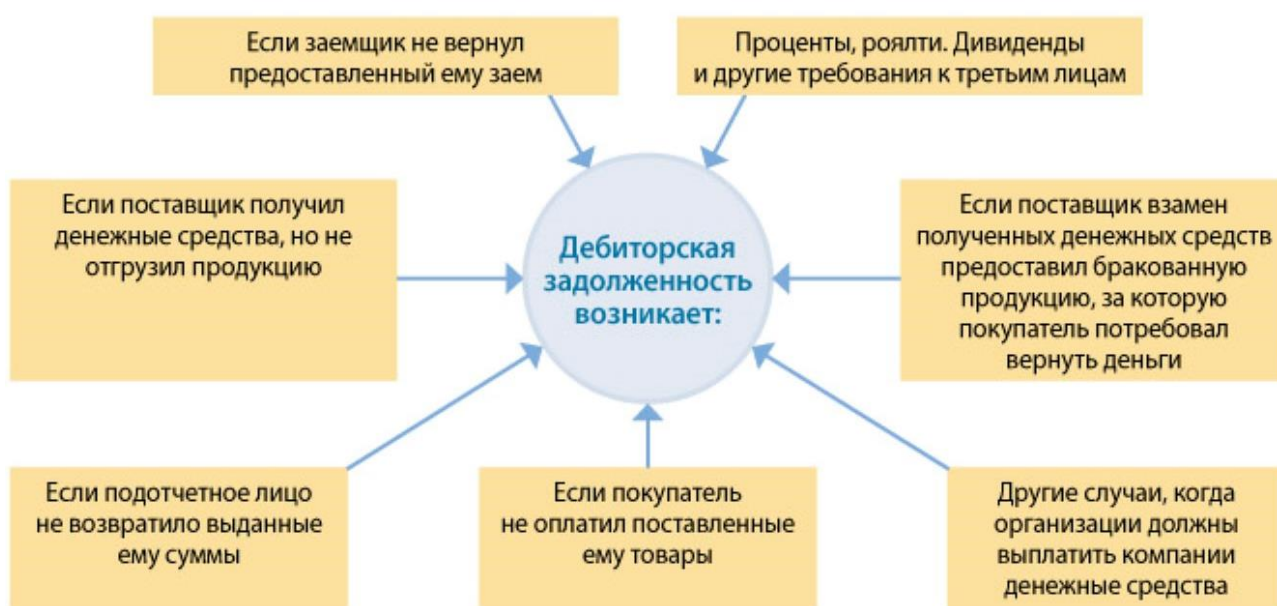 Если заемщик не вернул
предоставленный ему заем
Проценты, роялти. Дивиденды
и другие требования к третьим лицам
Если поставщик получил
денежные средства, но не
отгрузил продукцию
Дебиторская
задолженность
возникает:
Если поставщик взамен
полученных денежных средств
предоставил бракованную
продукцию, за которую
покупатель потребовал
вернуть деньги
Если подотчетное лицо
не возвратило выданные
ему суммы
Если покупатель
не оплатил поставленные
ему товары
Другие случаи, когда
организации должны
выплатить компании
денежные средства